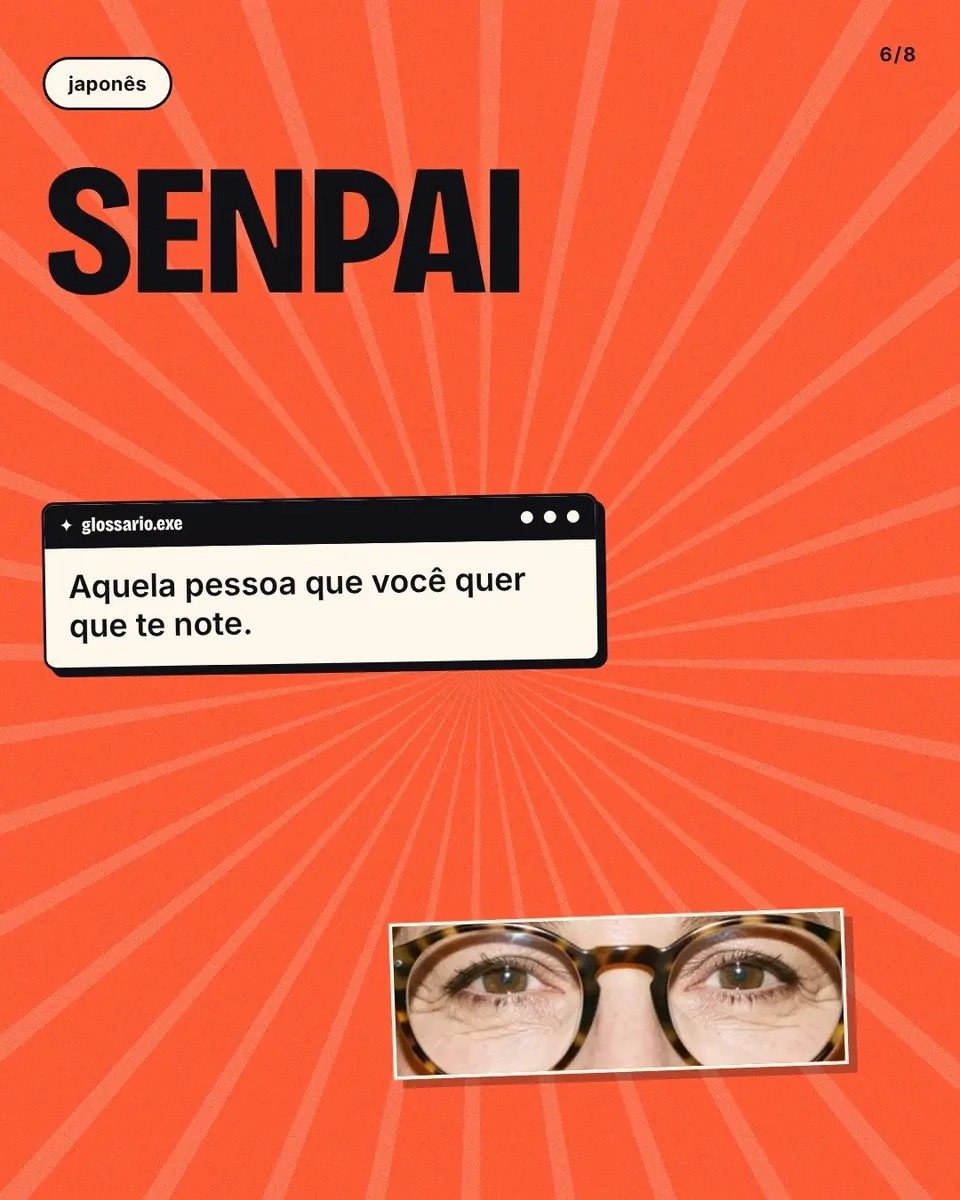 japonês
6/8
SENPAI
glossario.exe
Aquela pessoa que você quer
que te note.